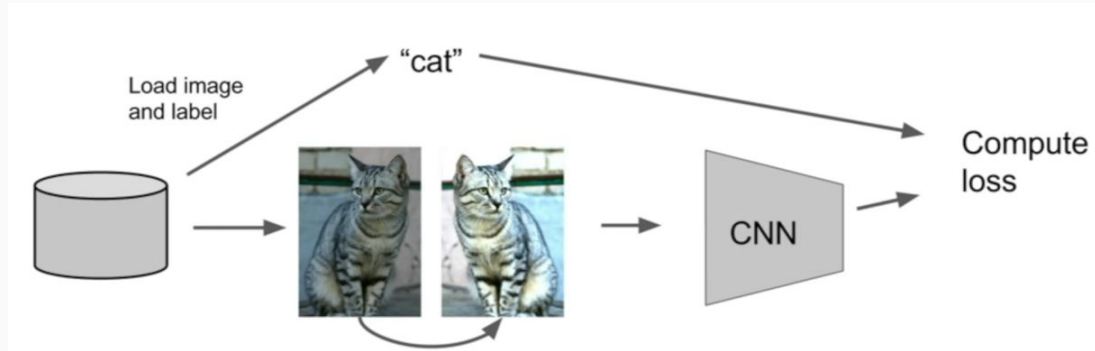 “cat”
Load image
and label
Compute
loss
CNN